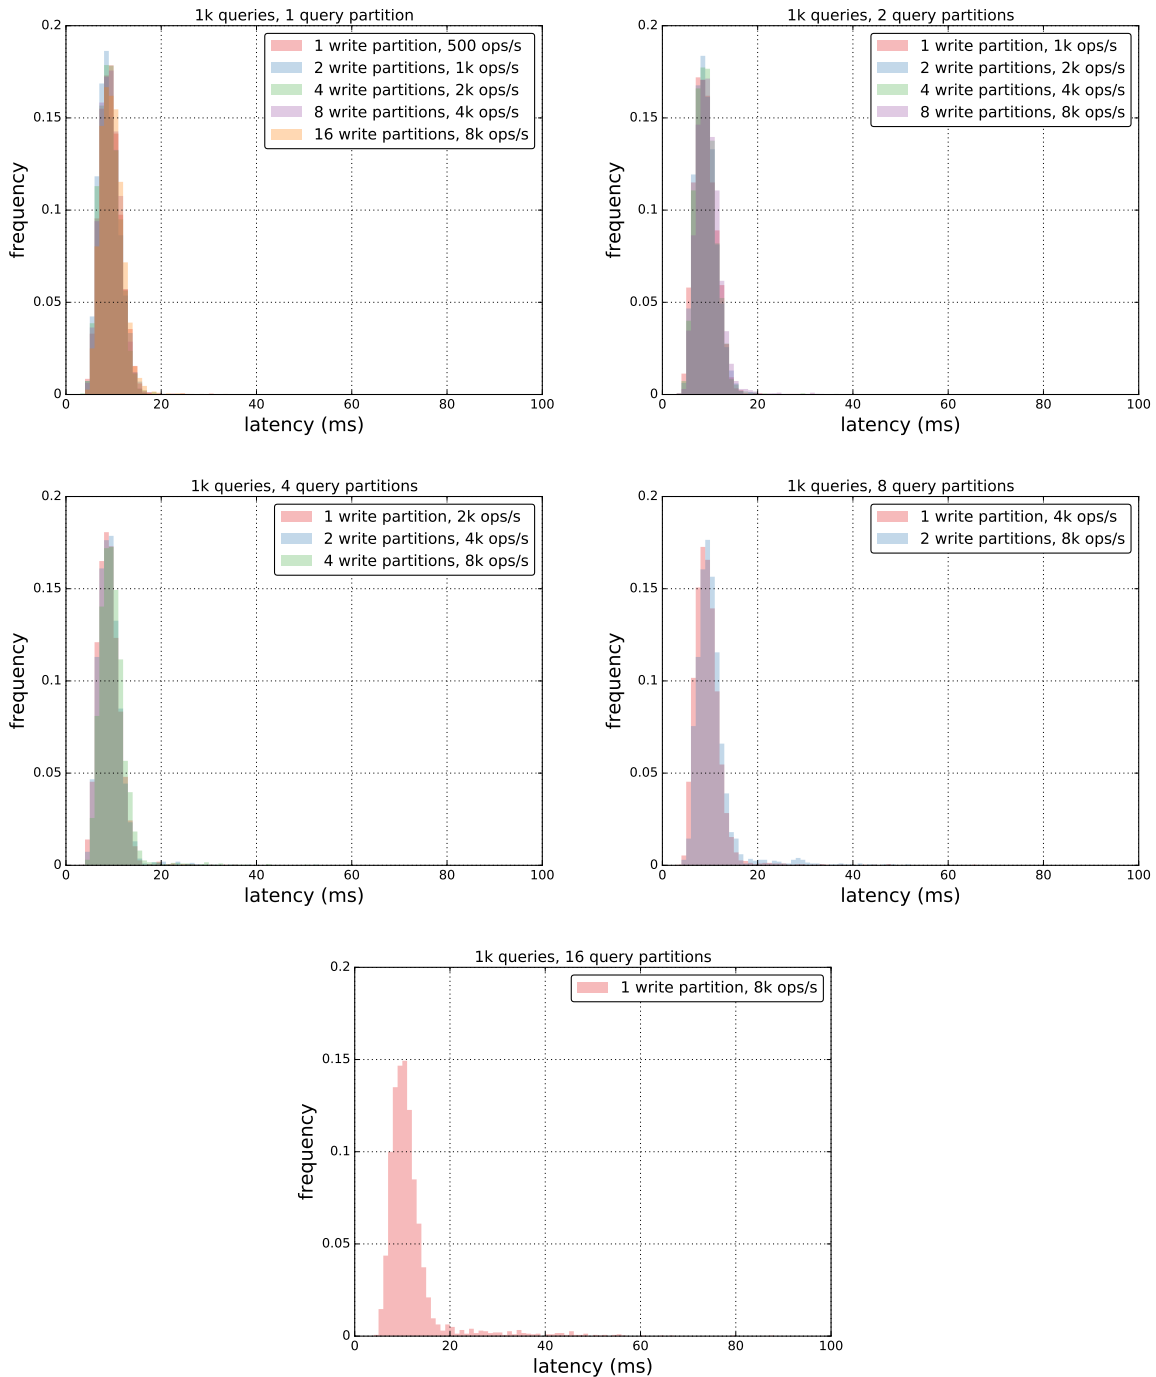 1k queries, 1 query partition
0.2
0.15
0.1
0.05
0
frequency
1 write partition, 500 ops/s
2 write partitions, 1k ops/s
4 write partitions, 2k ops/s
8 write partitions, 4k ops/s
16 write partitions, 8k ops/s
0 20 40 60 80 100
latency (ms)
1k queries, 2 query partitions
0.2
0.15
0.1
0.05
0
frequency
1 write partition, 1k ops/s
2 write partitions, 2k ops/s
4 write partitions, 4k ops/s
8 write partitions, 8k ops/s
0 20 40 60 80 100
latency (ms)
1k queries, 4 query partitions
0.2
0.15
0.1
0.05
0
frequency
1 write partition, 2k ops/s
2 write partitions, 4k ops/s
4 write partitions, 8k ops/s
0 20 40 60 80 100
latency (ms)
1k queries, 8 query partitions
0.2
0.15
0.1
0.05
0
frequency
1 write partition, 4k ops/s
2 write partitions, 8k ops/s
0 20 40 60 80 100
latency (ms)
1k queries, 16 query partitions
0.2
0.15
0.1
0.05
0
frequency
1 write partition, 8k ops/s
0 20 40 60 80 100
latency (ms)